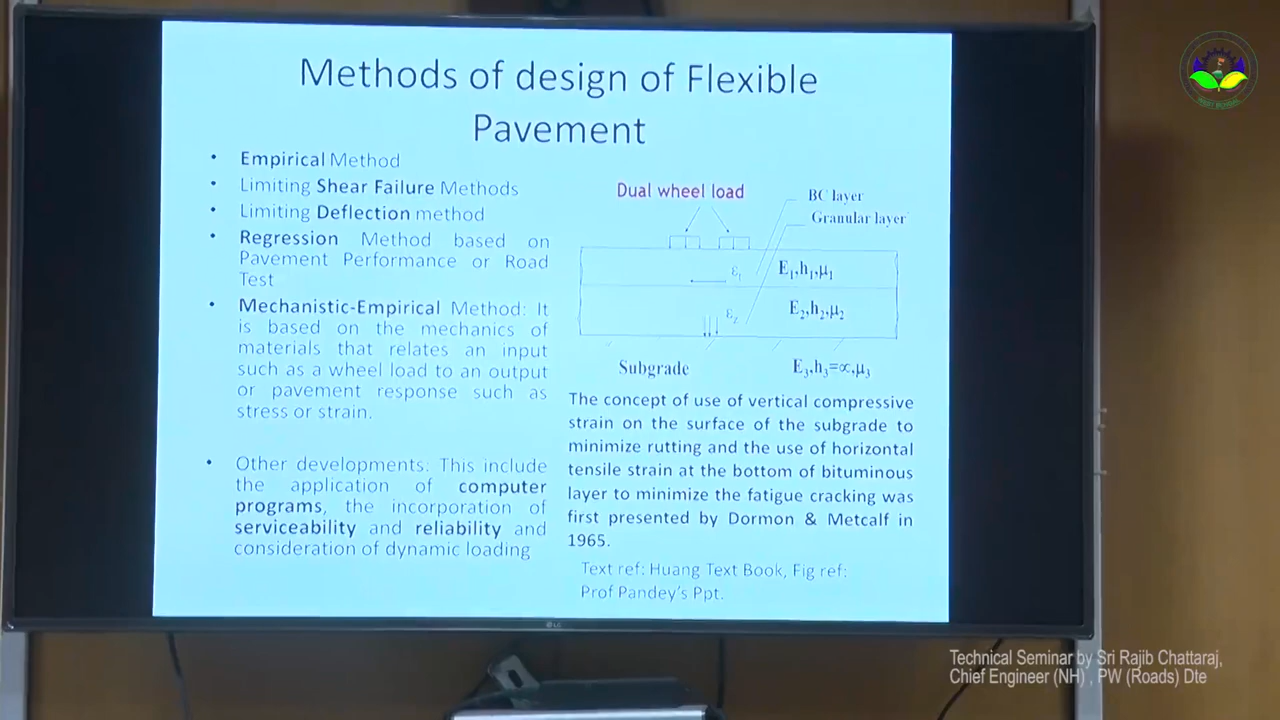 Methods of design of Flexible
Pavement
• Empirical Method
• Limiting Shear Failure Methods
• Limiting Deflection method
• Regression Method based on
Pavement Performance or Road
Test
• Mechanistic-Empirical Method: It
is based on the mechanics of
materials that relates an input
such as a wheel load to an output
or pavement response such as
stress or strain.
• Other developments: This include
the application of computer
programs, the incorporation of
serviceability and reliability and
consideration of dynamic loading
Dual wheel load
BC layer
Granular layer
εt
E1,h1,μ1
εz
E2,h2,μ2
Subgrade
E3,h3=∝,μ3
The concept of use of vertical compressive
strain on the surface of the subgrade to
minimize rutting and the use of horizontal
tensile strain at the bottom of bituminous
layer to minimize the fatigue cracking was
first presented by Dormon & Metcalf in
1965.
Text ref: Huang Text Book, Fig ref:
Prof Pandey's Ppt.
LG
Technical Seminar by Sri Rajib Chattaraj,
Chief Engineer (NH) , PW (Roads) Dte